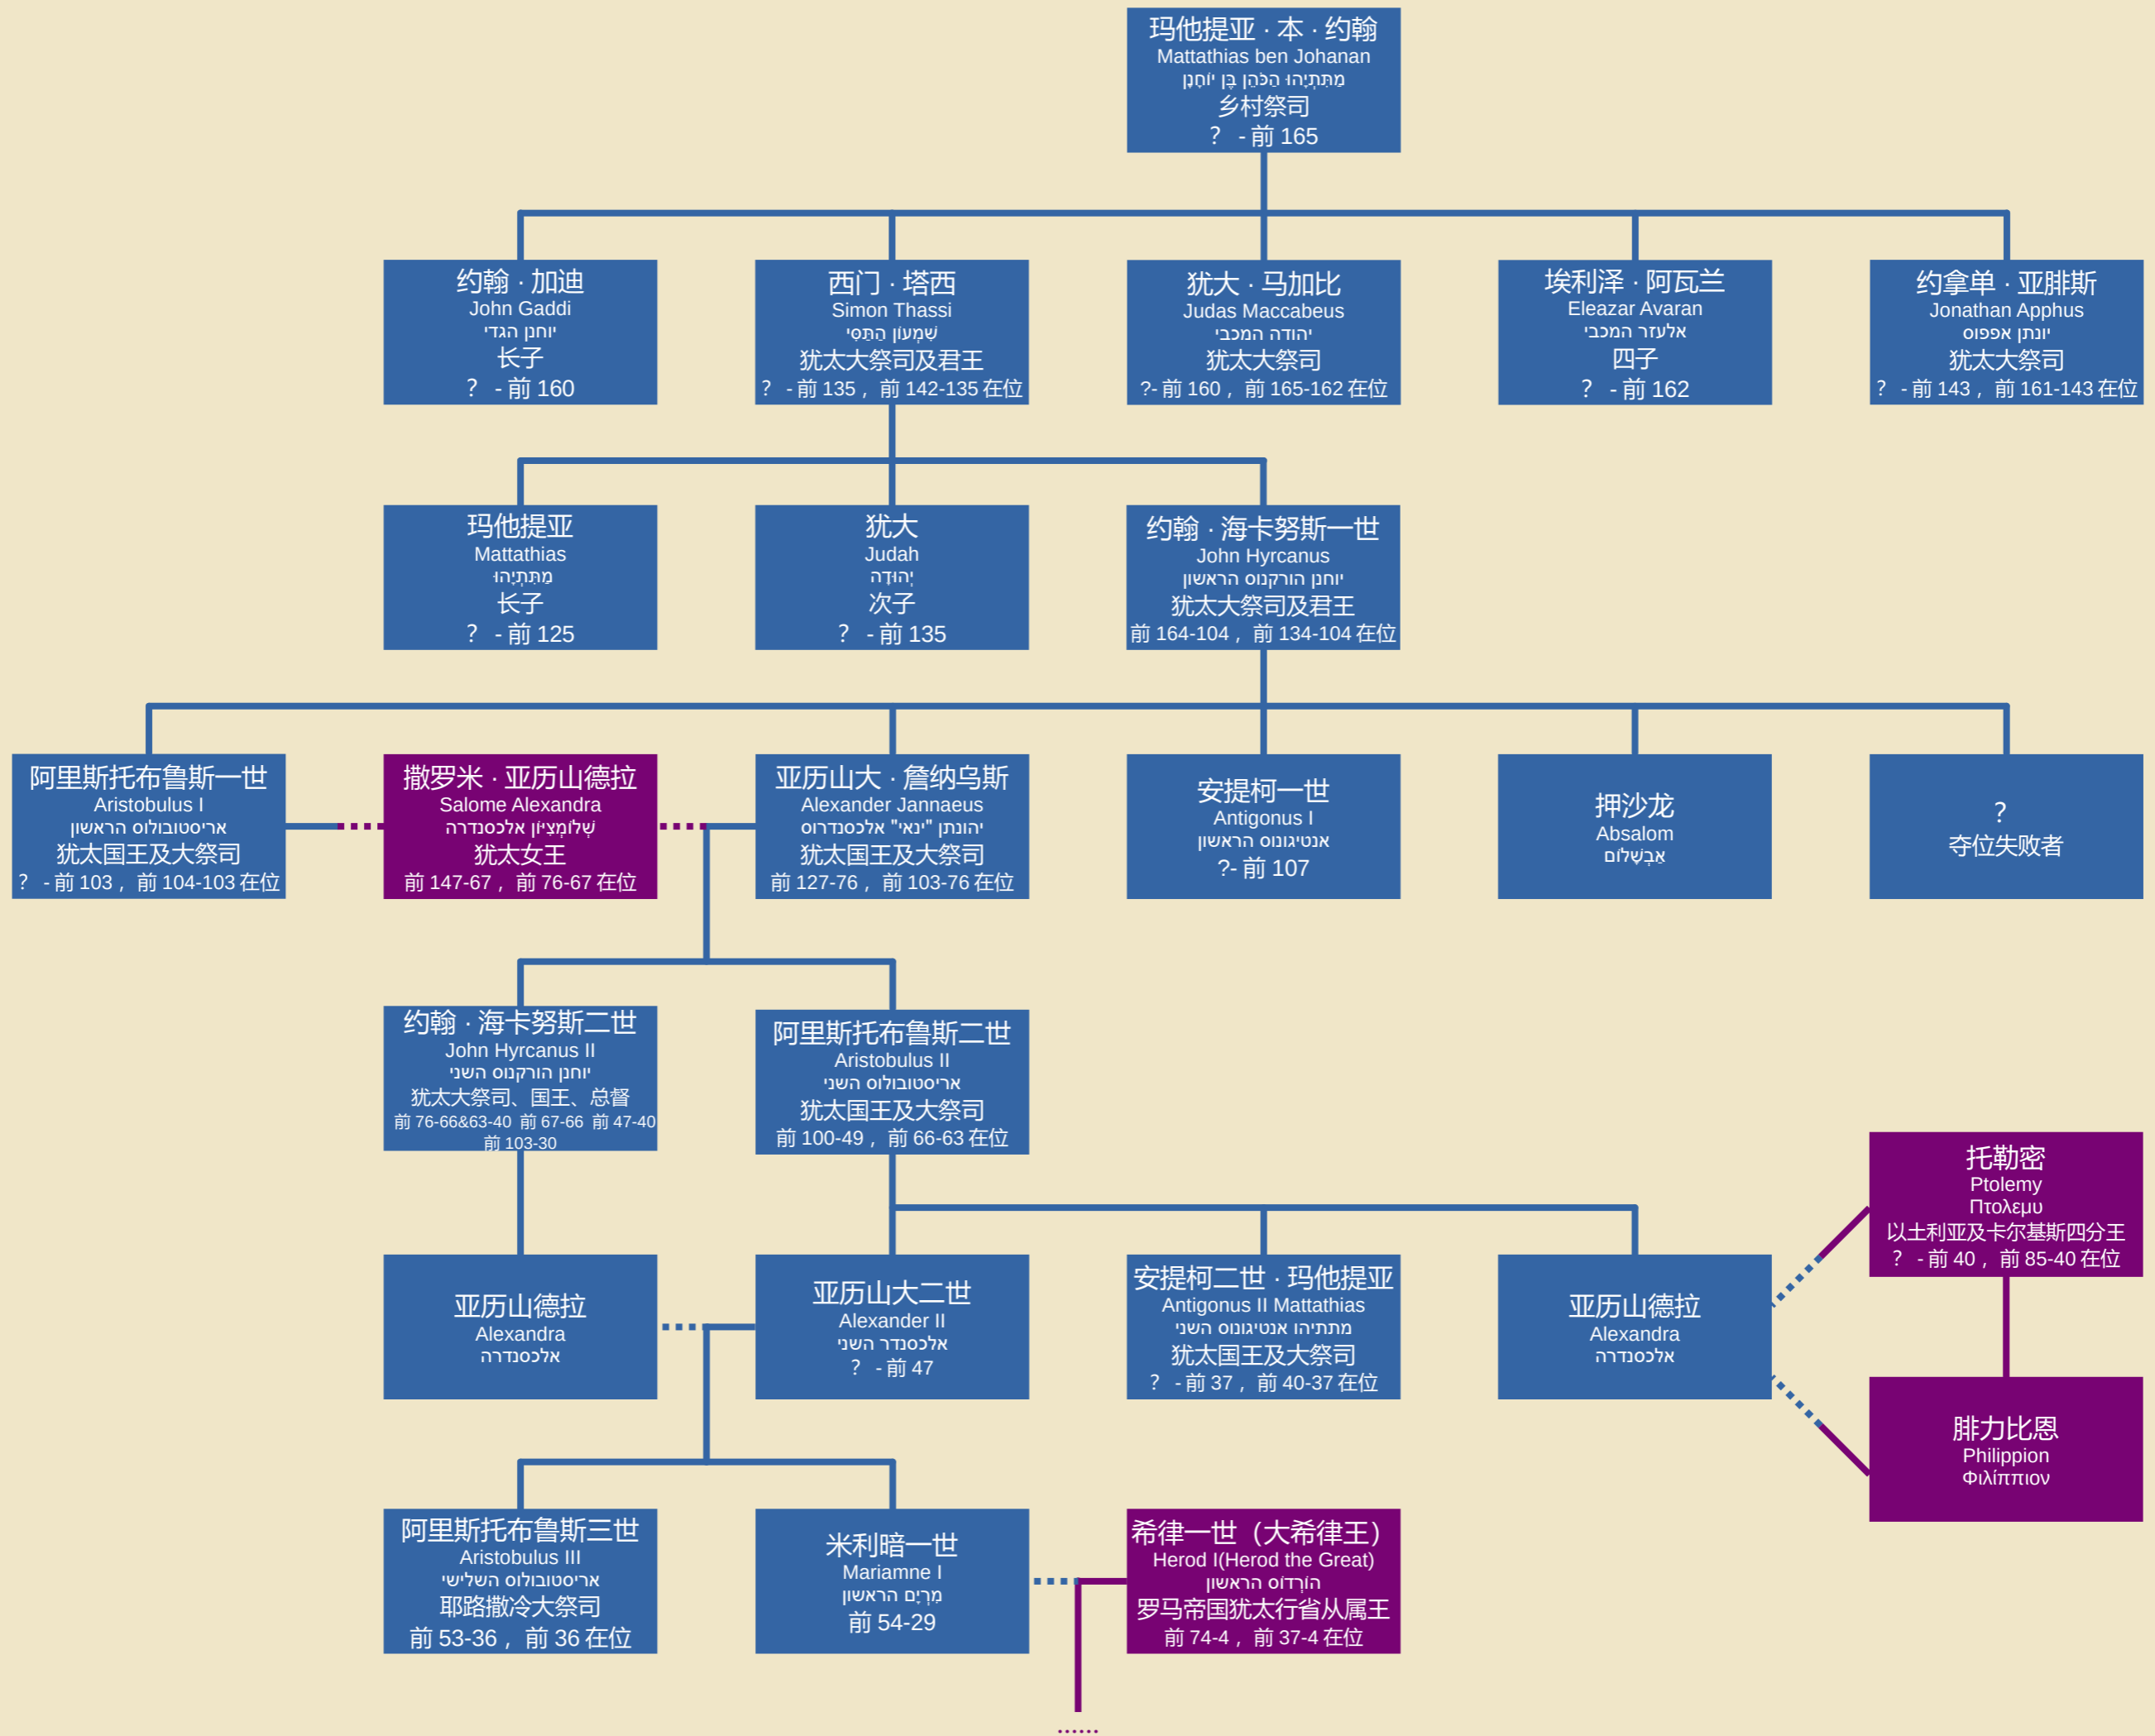 玛他提亚 · 本 · 约翰
Mattathias ben Johanan
מַתִּתְיָהוּ הַכֹּהֵן בֶּן יוֹחָנָן
乡村祭司
？ - 前 165
约翰 · 加迪
John Gaddi
יוחנן הגדי
长子
？ - 前 160
西门 · 塔西
Simon Thassi
שִׁמְעוֹן הַתַּסִּי
犹太大祭司及君王
？ - 前 135 ，前 142-135 在位
犹大 · 马加比
Judas Maccabeus
יהודה המכבי
犹太大祭司
?- 前 160 ，前 165-162 在位
埃利泽 · 阿瓦兰
Eleazar Avaran
אלעזר המכבי
四子
？ - 前 162
约拿单 · 亚腓斯
Jonathan Apphus
יונתן אפפוס
犹太大祭司
？ - 前 143 ，前 161-143 在位
玛他提亚
Mattathias
מַתִּתְיָהוּ
长子
？ - 前 125
犹大
Judah
יְהוּדָה
次子
？ - 前 135
约翰 · 海卡努斯一世
John Hyrcanus
יוחנן הורקנוס הראשון
犹太大祭司及君王
前 164-104 ，前 134-104 在位
阿里斯托布鲁斯一世
Aristobulus I
אריסטובולוס הראשון
犹太国王及大祭司
？ - 前 103 ，前 104-103 在位
撒罗米 · 亚历山德拉
Salome Alexandra
שְׁלוֹמְצִיּוֹן אלכסנדרה
犹太女王
前 147-67 ，前 76-67 在位
亚历山大 · 詹纳乌斯
Alexander Jannaeus
יהונתן "ינאי" אלכסנדרוס
犹太国王及大祭司
前 127-76 ，前 103-76 在位
安提柯一世
Antigonus I
אנטיגונוס הראשון
?- 前 107
押沙龙
Absalom
אַבְשָׁלוֹם
？
夺位失败者
约翰 · 海卡努斯二世
John Hyrcanus II
יוחנן הורקנוס השני
犹太大祭司、国王、总督
前 76-66&63-40 前 67-66 前 47-40
前 103-30
阿里斯托布鲁斯二世
Aristobulus II
אריסטובולוס השני
犹太国王及大祭司
前 100-49 ，前 66-63 在位
托勒密
Ptolemy
Πτολεμυ
以土利亚及卡尔基斯四分王
？ - 前 40 ，前 85-40 在位
亚历山德拉
Alexandra
אלכסנדרה
亚历山大二世
Alexander II
אלכסנדר השני
？ - 前 47
安提柯二世 · 玛他提亚
Antigonus II Mattathias
מתתיהו אנטיגונוס השני
犹太国王及大祭司
？ - 前 37 ，前 40-37 在位
亚历山德拉
Alexandra
אלכסנדרה
腓力比恩
Philippion
Φιλίππιον
阿里斯托布鲁斯三世
Aristobulus III
אריסטובולוס השלישי
耶路撒冷大祭司
前 53-36 ，前 36 在位
米利暗一世
Mariamne I
מִרְיָם הראשון
前 54-29
希律一世（大希律王）
Herod I(Herod the Great)
הוֹרְדוֹס הראשון
罗马帝国犹太行省从属王
前 74-4 ，前 37-4 在位
……